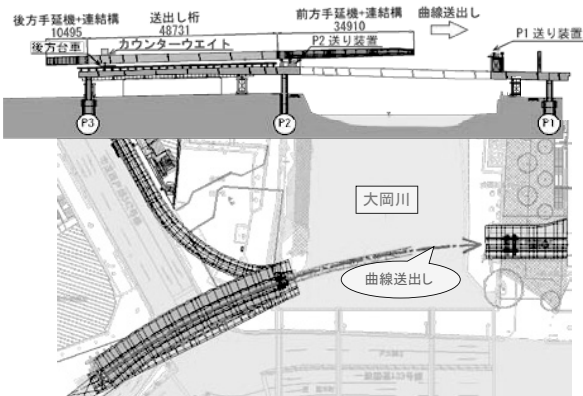 後方手延機+連結構
10495
送出し桁
48731
前方手延機+連結構
34910
曲線送出し
後方台車
カウンターウエイト
P2 送り装置
P1 送り装置
P3
P2
P1
大岡川
曲線送出し